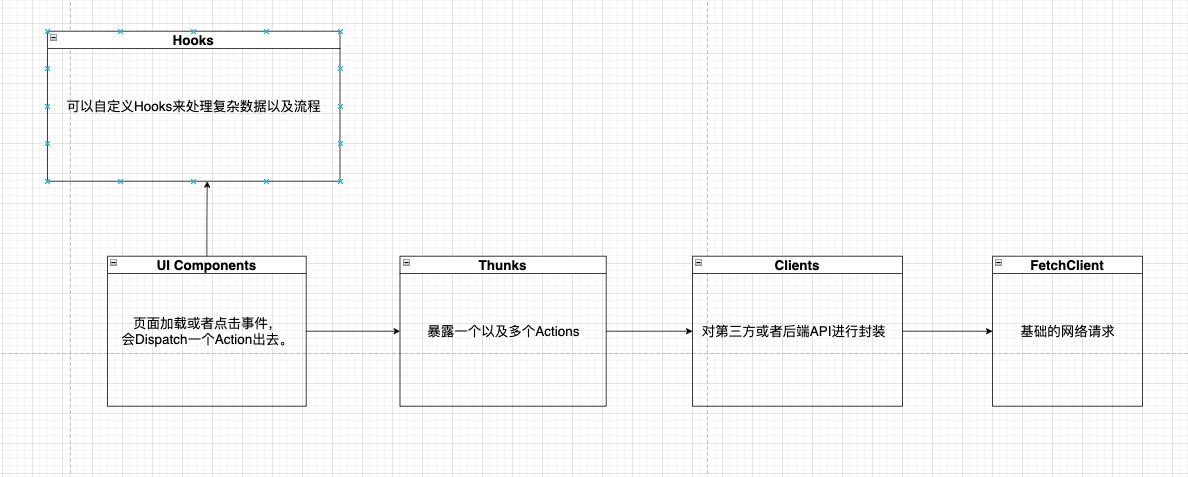 Hooks
可以自定义Hooks来处理复杂数据以及流程
UI Components
页面加载或者点击事件，
会Dispatch一个Action出去。
Thunks
暴露一个以及多个Actions
Clients
对第三方或者后端API进行封装
FetchClient
基础的网络请求